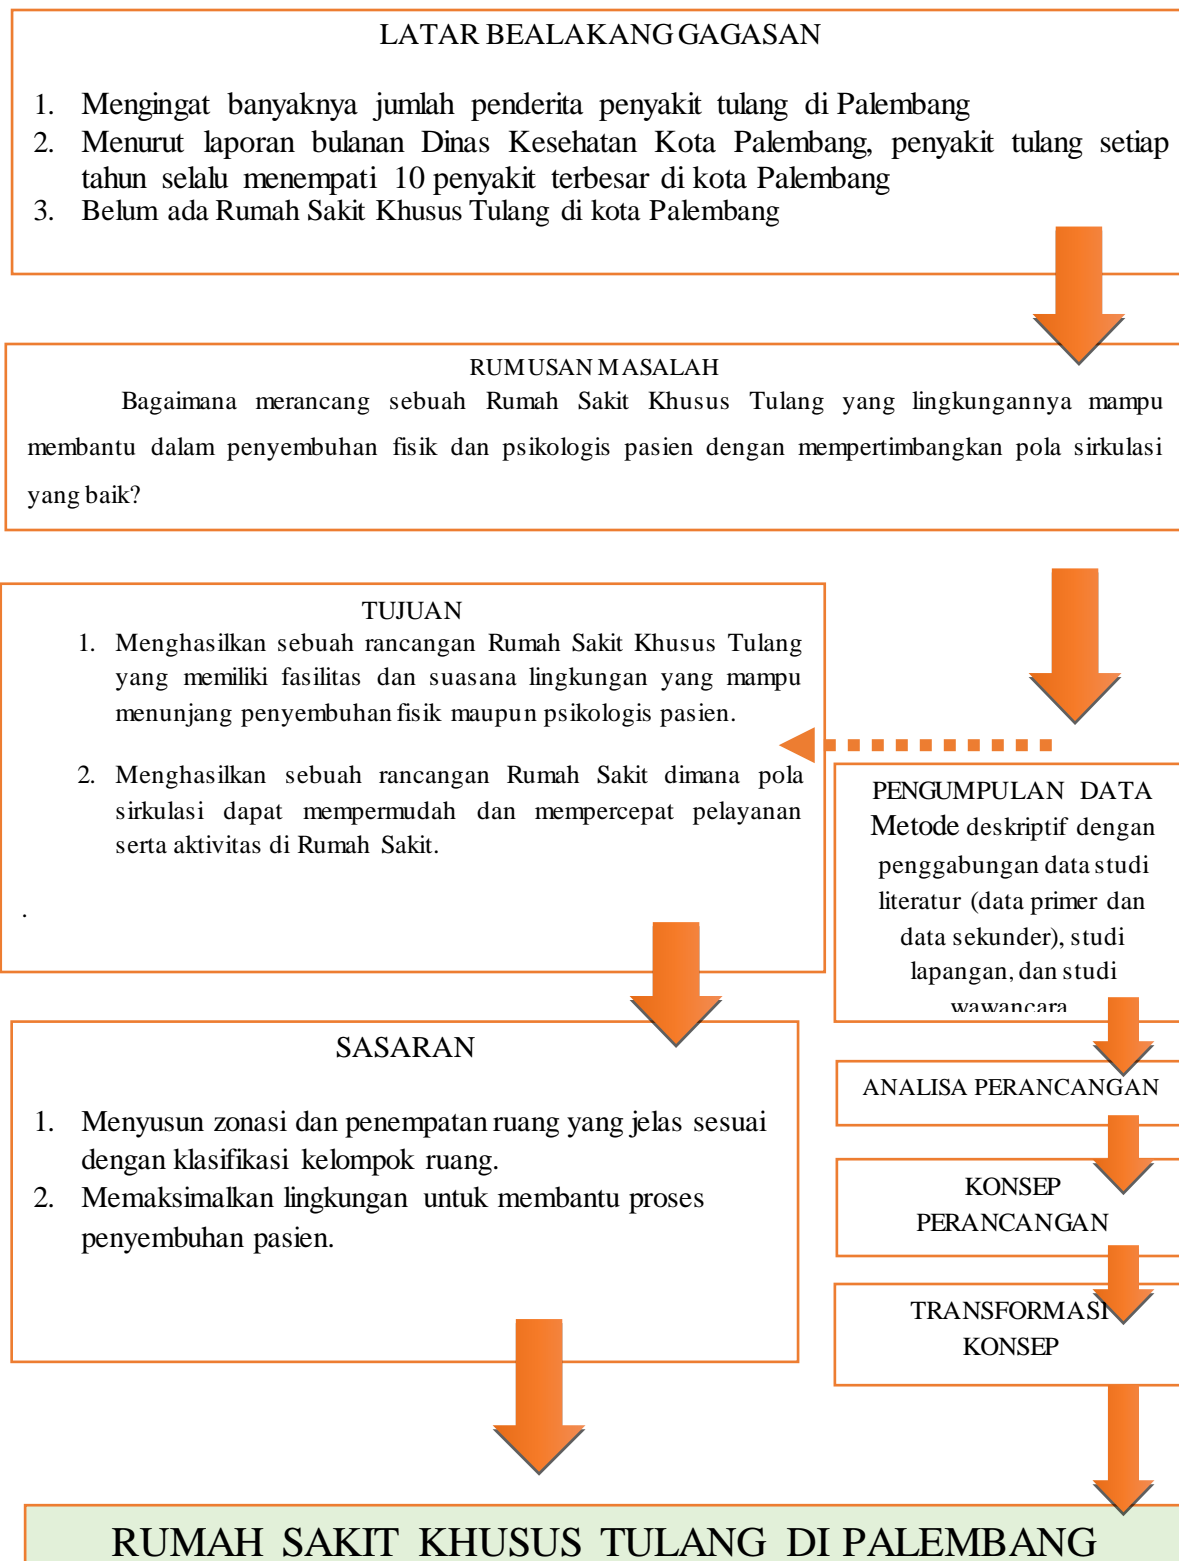 LATAR BEALAKANG GAGASAN
1. Mengingat banyaknya jumlah penderita penyakit tulang di Palembang
2. Menurut laporan bulanan Dinas Kesehatan Kota Palembang, penyakit tulang setiap
tahun selalu menempati 10 penyakit terbesar di kota Palembang
3. Belum ada Rumah Sakit Khusus Tulang di kota Palembang
RUMUSAN MASALAH
Bagaimana merancang sebuah Rumah Sakit Khusus Tulang yang lingkungannya mampu
membantu dalam penyembuhan fisik dan psikologis pasien dengan mempertimbangkan pola sirkulasi
yang baik?
TUJUAN
1. Menghasilkan sebuah rancangan Rumah Sakit Khusus Tulang
yang memiliki fasilitas dan suasana lingkungan yang mampu
menunjang penyembuhan fisik maupun psikologis pasien.
2. Menghasilkan sebuah rancangan Rumah Sakit dimana pola
sirkulasi dapat mempermudah dan mempercepat pelayanan
serta aktivitas di Rumah Sakit.
.
PENGUMPULAN DATA
Metode deskriptif dengan
penggabungan data studi
literatur (data primer dan
data sekunder), studi
lapangan, dan studi
wawancara
SASARAN
1. Menyusun zonasi dan penempatan ruang yang jelas sesuai
dengan klasifikasi kelompok ruang.
2. Memaksimalkan lingkungan untuk membantu proses
penyembuhan pasien.
ANALISA PERANCANGAN
KONSEP
PERANCANGAN
TRANSFORMASI
KONSEP
RUMAH SAKIT KHUSUS TULANG DI PALEMBANG